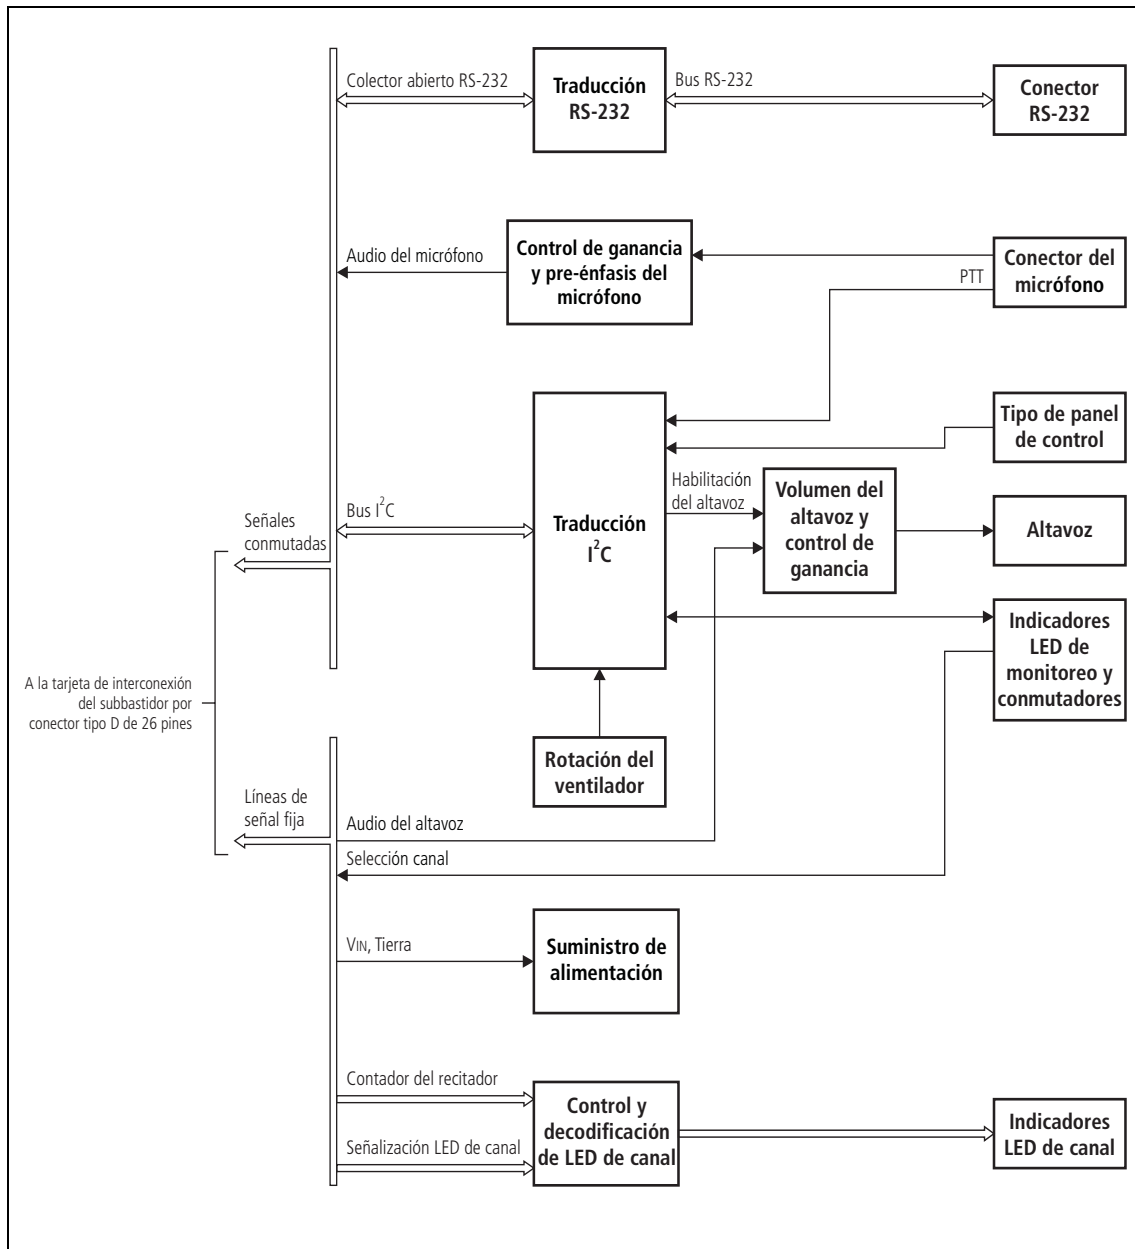 Colector abierto RS-232
Traducción
RS-232
Bus RS-232
Conector
RS-232
Audio del micrófono
Control de ganancia
y pre-énfasis del
micrófono
Conector del
micrófono
PTT
Tipo de panel
de control
Habilitación
del altavoz
Volumen del
altavoz y
control de
ganancia
Altavoz
Señales
conmutadas
Bus I²C
Traducción
I²C
Indicadores
LED de
monitoreo y
conmutadores
A la tarjeta de interconexión
del subbastidor por
conector tipo D de 26 pines
Rotación del
ventilador
Líneas de
señal fija
Audio del altavoz
Selección canal
VIN, Tierra
Suministro de
alimentación
Contador del recitador
Señalización LED de canal
Control y
decodificación
de LED de canal
Indicadores
LED de canal